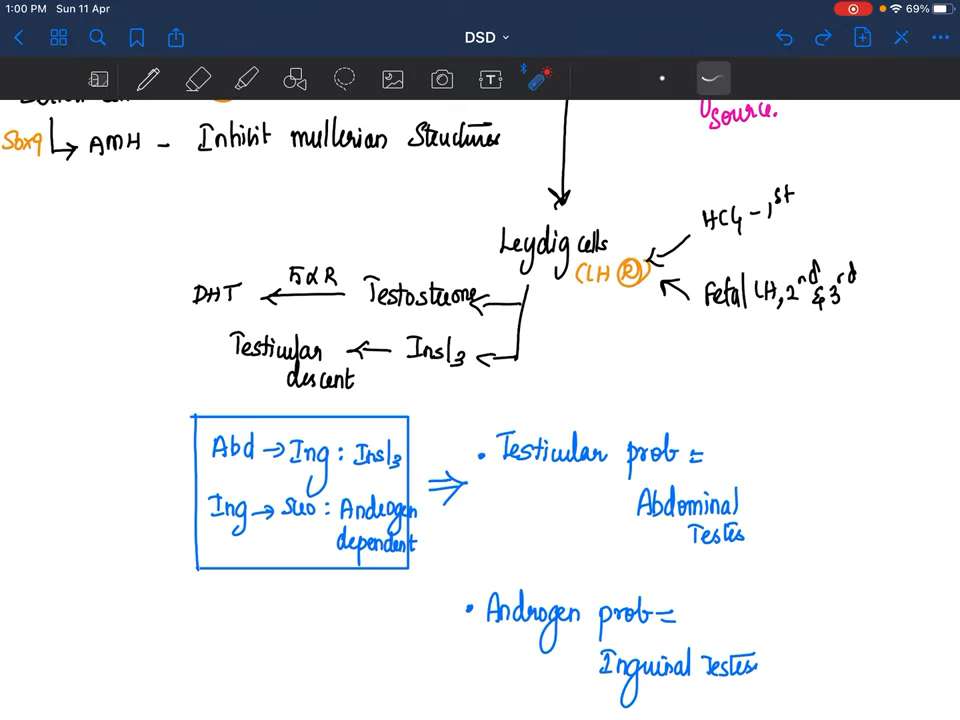 1:00 PM Sun 11 Apr
69%
DSD
T
source.
Sox9
AMH - Inhibit mullerian Structures
HCG - 1st
Leydig cells
(LH R)
Fetal LH, 2nd & 3rd
DHT ← 5αR Testosterone
Testicular descent ← Insl3
Abd → Ing : Insl3
Ing → Scro : Androgen dependent
⇒
• Testicular prob =
Abdominal
Testes
• Androgen prob =
Inguinal Testes